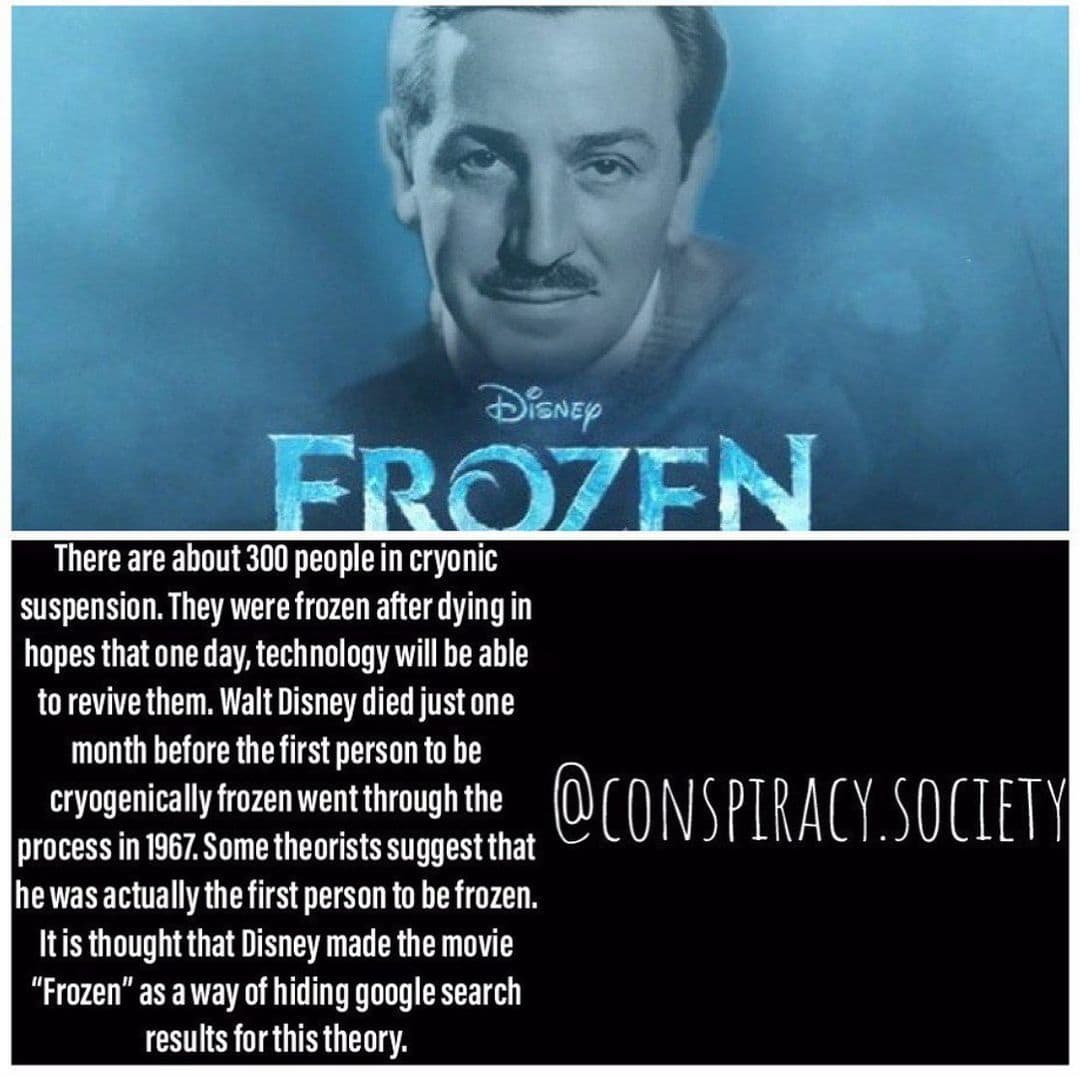 Disney
FROZEN
There are about 300 people in cryonic
suspension. They were frozen after dying in
hopes that one day, technology will be able
to revive them. Walt Disney died just one
month before the first person to be
cryogenically frozen went through the
process in 1967. Some theorists suggest that
he was actually the first person to be frozen.
It is thought that Disney made the movie
“Frozen” as a way of hiding google search
results for this theory.
@CONSPIRACY.SOCIETY